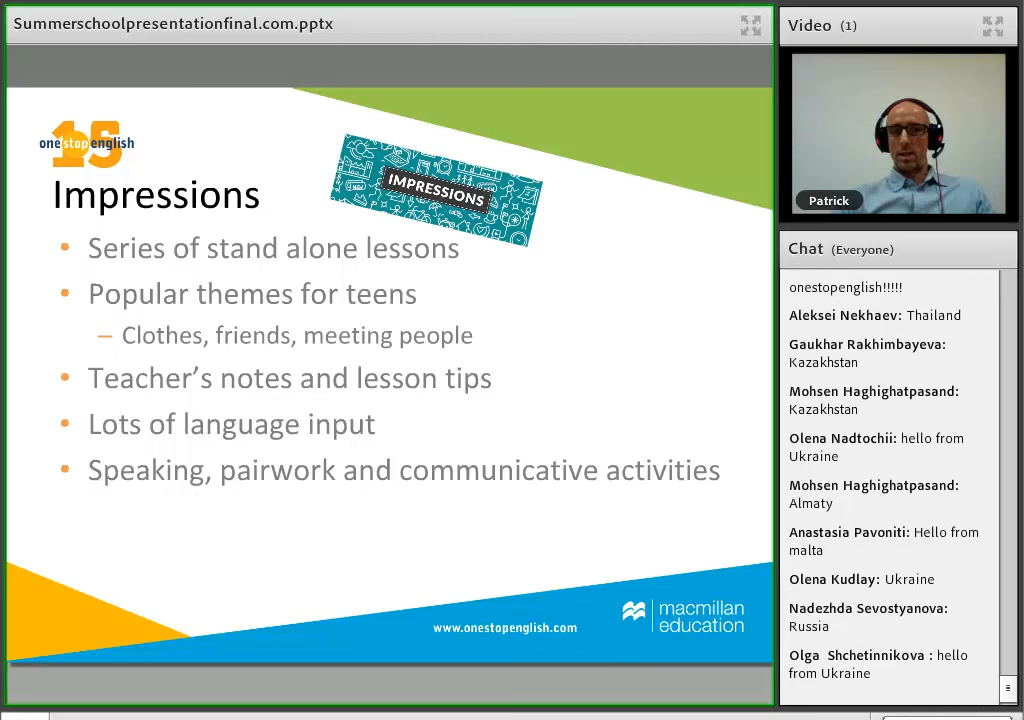 Summerschoolpresentationfinal.com.pptx
15
onestopenglish
Impressions
IMPRESSIONS
• Series of stand alone lessons
• Popular themes for teens
– Clothes, friends, meeting people
• Teacher's notes and lesson tips
• Lots of language input
• Speaking, pairwork and communicative activities
www.onestopenglish.com
macmillan
education
Video (1)
Patrick
Chat (Everyone)
onestopenglish!!!!!
Aleksei Nekhaev: Thailand
Gaukhar Rakhimbayeva:
Kazakhstan
Mohsen Haghighatpasand:
Kazakhstan
Olena Nadtochii: hello from
Ukraine
Mohsen Haghighatpasand:
Almaty
Anastasia Pavoniti: Hello from
malta
Olena Kudlay: Ukraine
Nadezhda Sevostyanova:
Russia
Olga Shchetinnikova : hello
from Ukraine